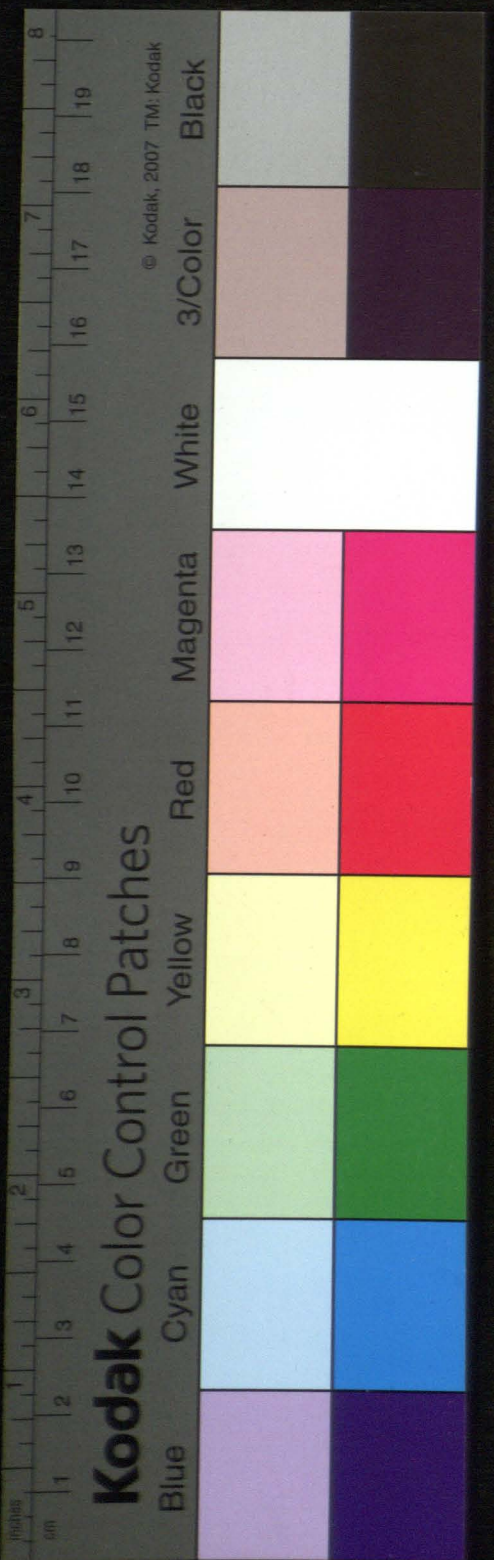 Kodak Color Control Patches
© Kodak, 2007 TM: Kodak
Blue Cyan Green Yellow Red Magenta White 3/Color Black
inches 1 2 3 4 5 6 7 8
cm 1 2 3 4 5 6 7 8 9 10 11 12 13 14 15 16 17 18 19